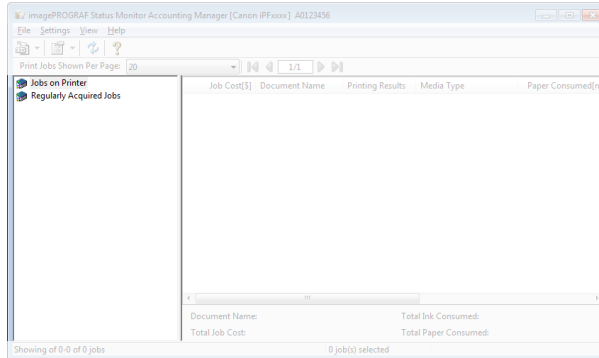 imagePROGRAF Status Monitor Accounting Manager [Canon iPFxxxx] A0123456
File Settings View Help
Print Jobs Shown Per Page: 20 1/1
Jobs on Printer
Regularly Acquired Jobs
Job Cost[$] Document Name Printing Results Media Type Paper Consumed[
Document Name: Total Ink Consumed:
Total Job Cost: Total Paper Consumed:
Showing of 0-0 of 0 jobs 0 job(s) selected